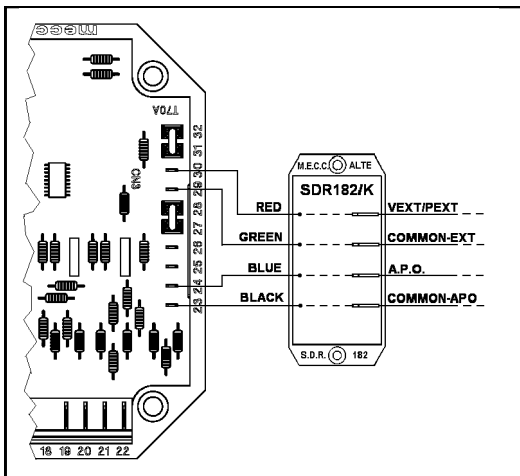 mecc
T70A
32
31
30
29
CN3
28
27
26
25
24
23
18 19 20 21 22
M.E.C.C. ALTE
SDR182/K
RED
VEXT/PEXT
GREEN
COMMON-EXT
BLUE
A.P.O.
BLACK
COMMON-APO
S.D.R. 182